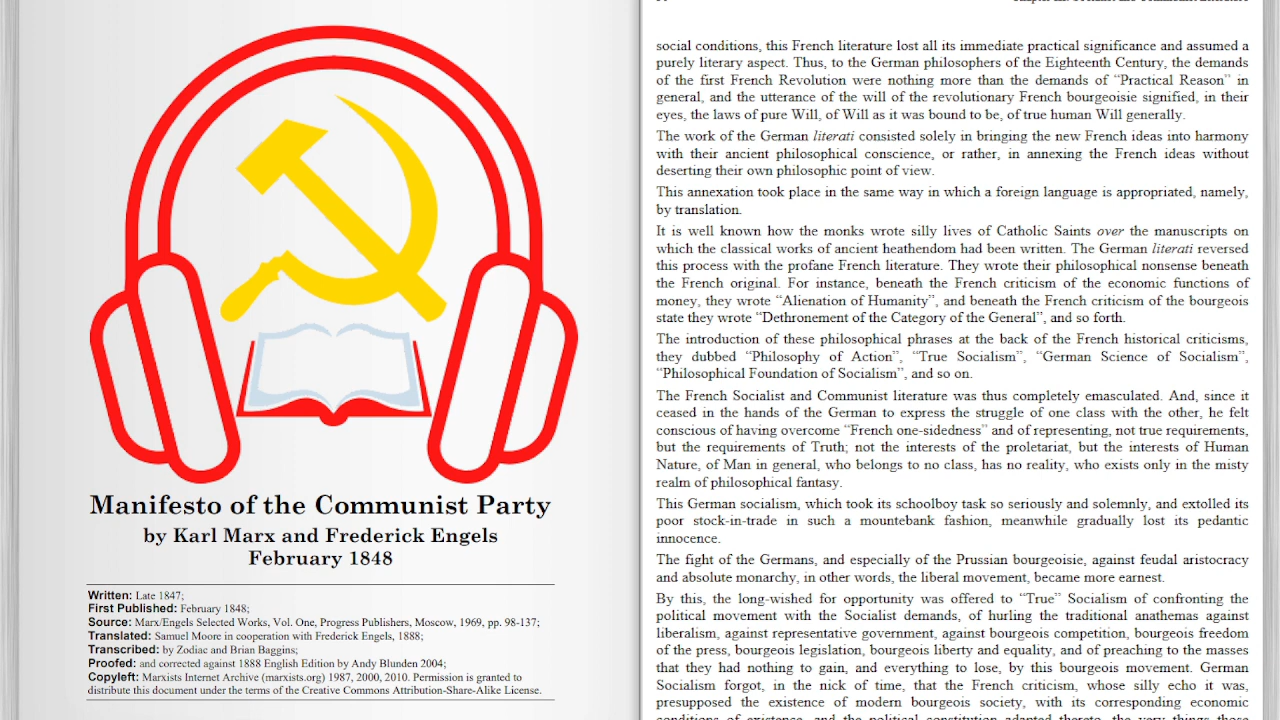 Manifesto of the Communist Party
by Karl Marx and Frederick Engels
February 1848
Written: Late 1847;
First Published: February 1848;
Source: Marx/Engels Selected Works, Vol. One, Progress Publishers, Moscow, 1969, pp. 98-137;
Translated: Samuel Moore in cooperation with Frederick Engels, 1888;
Transcribed: by Zodiac and Brian Baggins;
Proofed: and corrected against 1888 English Edition by Andy Blunden 2004;
Copyleft: Marxists Internet Archive (marxists.org) 1987, 2000, 2010. Permission is granted to
distribute this document under the terms of the Creative Commons Attribution-Share-Alike License.
social conditions, this French literature lost all its immediate practical significance and assumed a
purely literary aspect. Thus, to the German philosophers of the Eighteenth Century, the demands
of the first French Revolution were nothing more than the demands of “Practical Reason” in
general, and the utterance of the will of the revolutionary French bourgeoisie signified, in their
eyes, the laws of pure Will, of Will as it was bound to be, of true human Will generally.
The work of the German literati consisted solely in bringing the new French ideas into harmony
with their ancient philosophical conscience, or rather, in annexing the French ideas without
deserting their own philosophic point of view.
This annexation took place in the same way in which a foreign language is appropriated, namely,
by translation.
It is well known how the monks wrote silly lives of Catholic Saints over the manuscripts on
which the classical works of ancient heathendom had been written. The German literati reversed
this process with the profane French literature. They wrote their philosophical nonsense beneath
the French original. For instance, beneath the French criticism of the economic functions of
money, they wrote “Alienation of Humanity”, and beneath the French criticism of the bourgeois
state they wrote “Dethronement of the Category of the General”, and so forth.
The introduction of these philosophical phrases at the back of the French historical criticisms,
they dubbed “Philosophy of Action”, “True Socialism”, “German Science of Socialism”,
“Philosophical Foundation of Socialism”, and so on.
The French Socialist and Communist literature was thus completely emasculated. And, since it
ceased in the hands of the German to express the struggle of one class with the other, he felt
conscious of having overcome “French one-sidedness” and of representing, not true requirements,
but the requirements of Truth; not the interests of the proletariat, but the interests of Human
Nature, of Man in general, who belongs to no class, has no reality, who exists only in the misty
realm of philosophical fantasy.
This German socialism, which took its schoolboy task so seriously and solemnly, and extolled its
poor stock-in-trade in such a mountebank fashion, meanwhile gradually lost its pedantic
innocence.
The fight of the Germans, and especially of the Prussian bourgeoisie, against feudal aristocracy
and absolute monarchy, in other words, the liberal movement, became more earnest.
By this, the long-wished for opportunity was offered to “True” Socialism of confronting the
political movement with the Socialist demands, of hurling the traditional anathemas against
liberalism, against representative government, against bourgeois competition, bourgeois freedom
of the press, bourgeois legislation, bourgeois liberty and equality, and of preaching to the masses
that they had nothing to gain, and everything to lose, by this bourgeois movement. German
Socialism forgot, in the nick of time, that the French criticism, whose silly echo it was,
presupposed the existence of modern bourgeois society, with its corresponding economic
conditions of existence, and the political constitution adapted thereto, the very things those